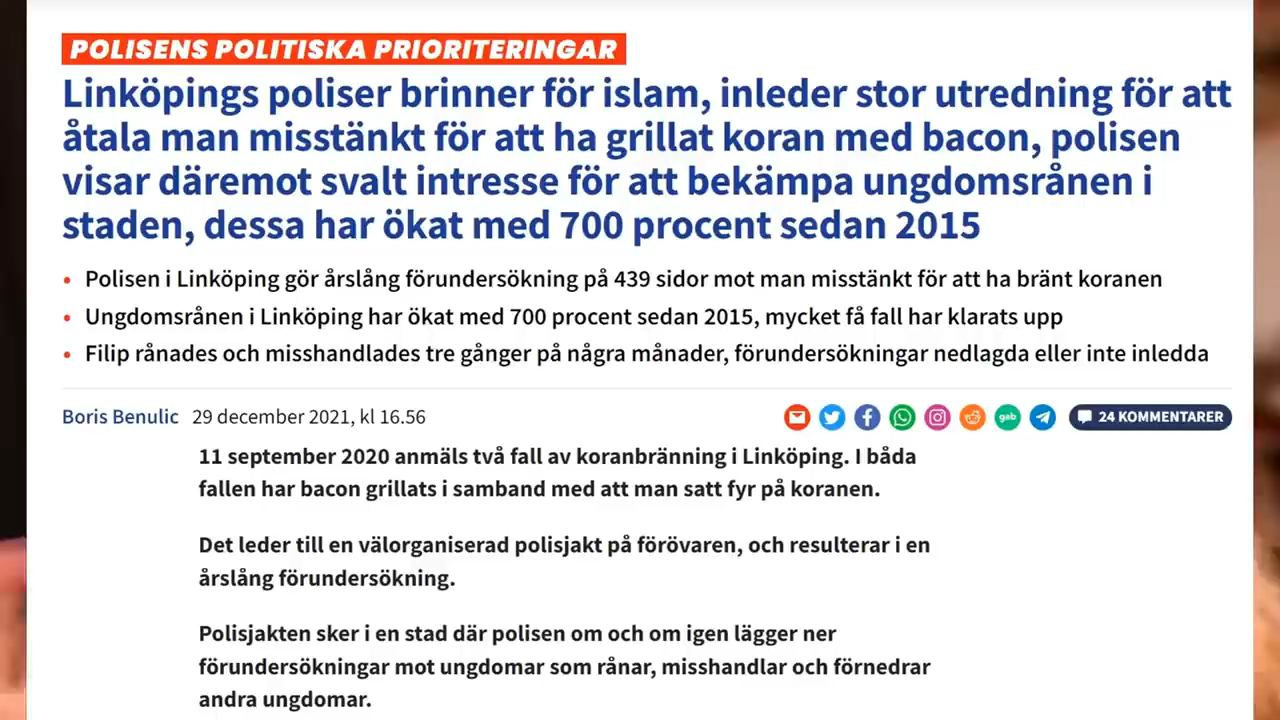 POLISENS POLITISKA PRIORITERINGAR
Linköpings poliser brinner för islam, inleder stor utredning för att
åtala man misstänkt för att ha grillat koran med bacon, polisen
visar däremot svalt intresse för att bekämpa ungdomsrånen i
staden, dessa har ökat med 700 procent sedan 2015
• Polisen i Linköping gör årslång förundersökning på 439 sidor mot man misstänkt för att ha bränt koranen
• Ungdomsrånen i Linköping har ökat med 700 procent sedan 2015, mycket få fall har klarats upp
• Filip rånades och misshandlades tre gånger på några månader, förundersökningar nedlagda eller inte inledda
Boris Benulic 29 december 2021, kl 16.56 gab 24 KOMMENTARER
11 september 2020 anmäls två fall av koranbränning i Linköping. I båda
fallen har bacon grillats i samband med att man satt fyr på koranen.
Det leder till en välorganiserad polisjakt på förövaren, och resulterar i en
årslång förundersökning.
Polisjakten sker i en stad där polisen om och om igen lägger ner
förundersökningar mot ungdomar som rånar, misshandlar och förnedrar
andra ungdomar.